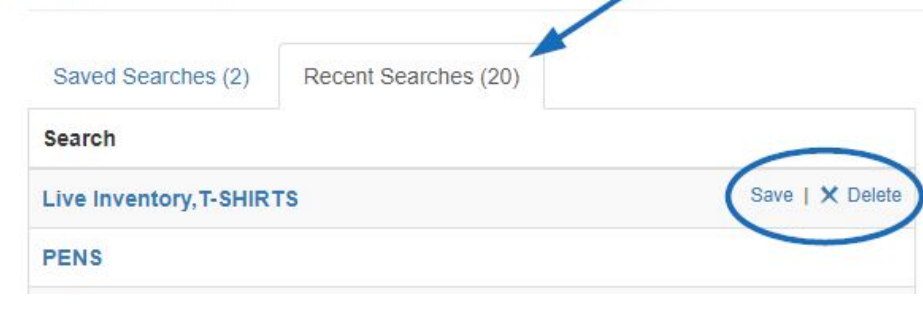 Saved Searches (2) Recent Searches (20)
Search
Live Inventory,T-SHIRTS Save | ✕ Delete
PENS